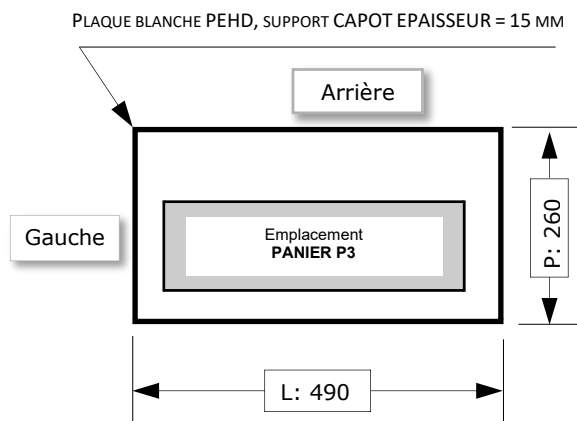 PLAQUE BLANCHE PEHD, SUPPORT CAPOT EPAISSEUR = 15 MM
Arrière
Gauche
Emplacement
PANIER P3
P: 260
L: 490